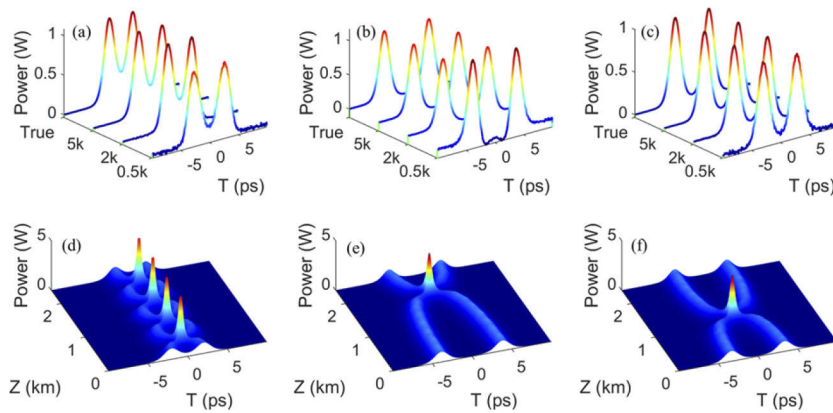 (a) (b) (c)
Power (W) Power (W) Power (W)
1 1 1
0.5 0.5 0.5
0 0 0
True True True
5k 5k 5k
2k 2k 2k
0.5k 0.5k 0.5k
-5 0 5 -5 0 5 -5 0 5
T (ps) T (ps) T (ps)
(d) (e) (f)
Power (W) Power (W) Power (W)
5 5 5
0 0 0
2 2 2
1 1 1
0 0 0
-5 0 5 -5 0 5 -5 0 5
Z (km) T (ps) Z (km) T (ps) Z (km) T (ps)